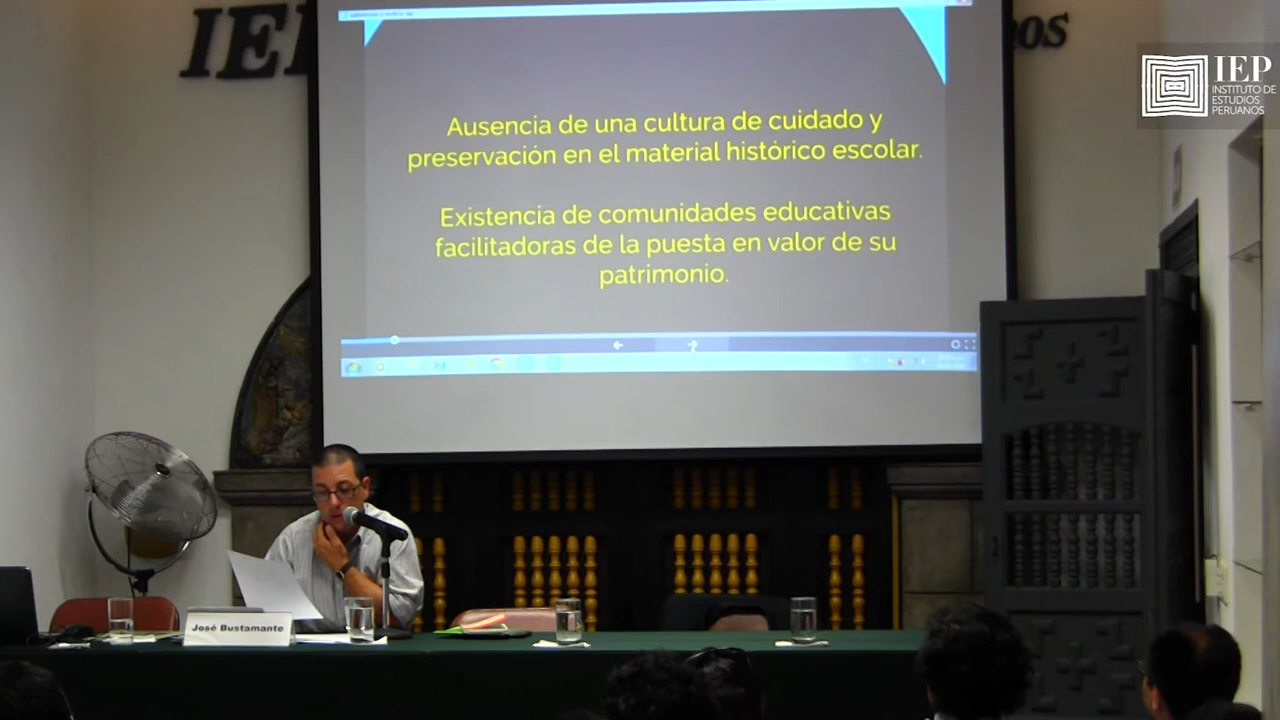 IEP
INSTITUTO DE
ESTUDIOS
PERUANOS
Ausencia de una cultura de cuidado y
preservación en el material histórico escolar.
Existencia de comunidades educativas
facilitadoras de la puesta en valor de su
patrimonio.
José Bustamante